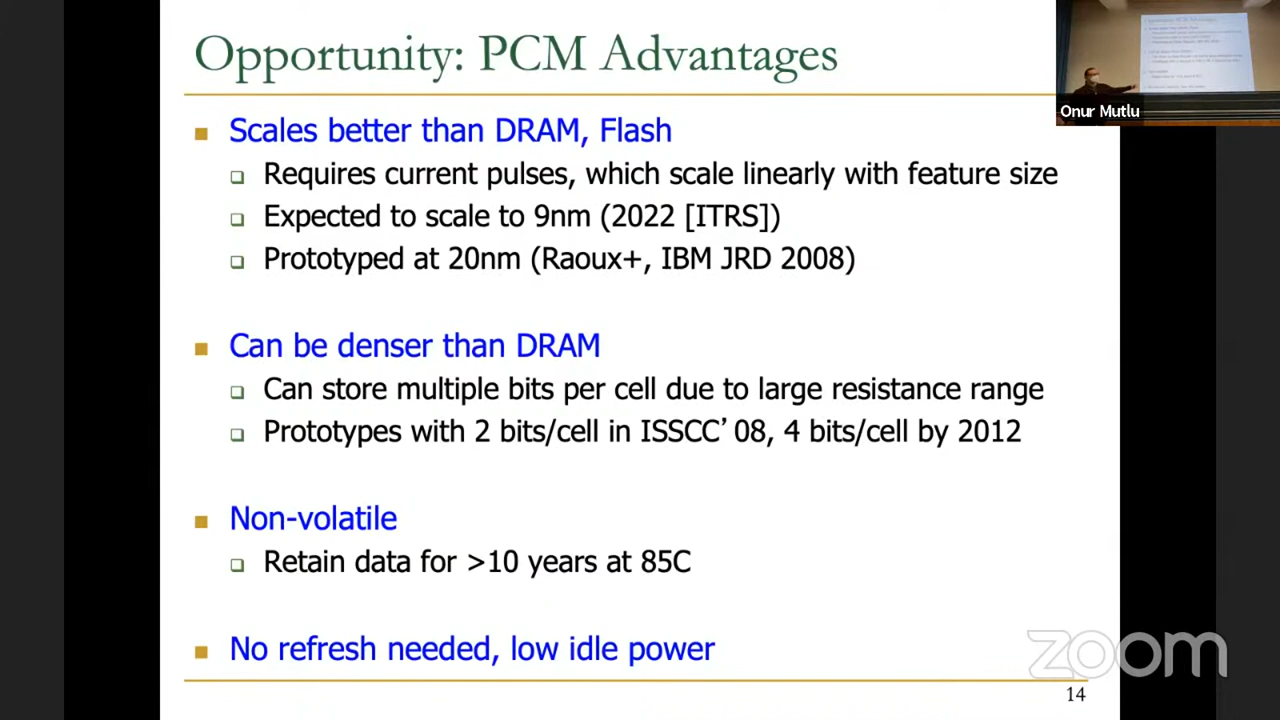 Opportunity: PCM Advantages
Onur Mutlu
Scales better than DRAM, Flash
Requires current pulses, which scale linearly with feature size
Expected to scale to 9nm (2022 [ITRS])
Prototyped at 20nm (Raoux+, IBM JRD 2008)
Can be denser than DRAM
Can store multiple bits per cell due to large resistance range
Prototypes with 2 bits/cell in ISSCC’08, 4 bits/cell by 2012
Non-volatile
Retain data for >10 years at 85C
No refresh needed, low idle power
zoom
14